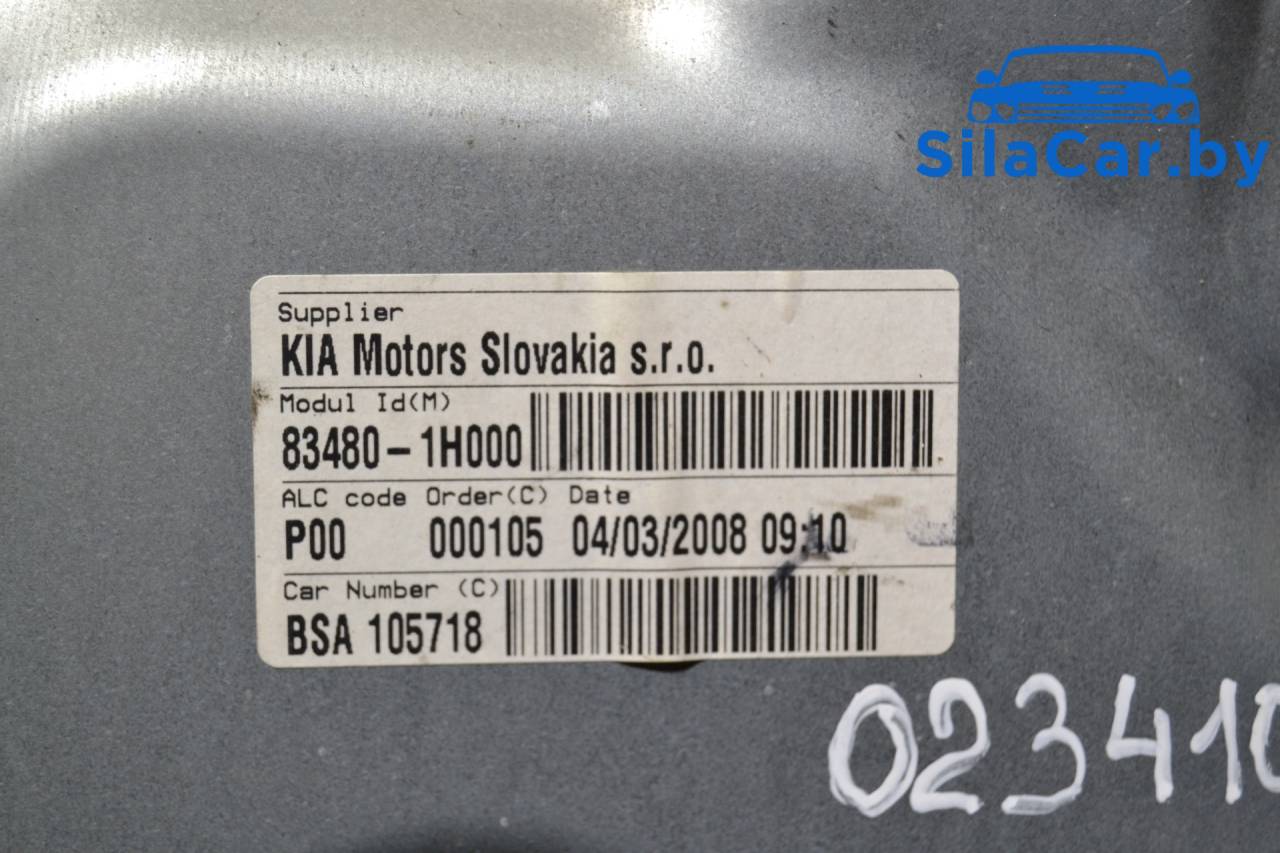 SilaCar.by
Supplier
KIA Motors Slovakia s.r.o.
Modul Id(M)
83480-1H000
ALC code Order(C) Date
P00 000105 04/03/2008 09:10
Car Number (C)
BSA 105718
023410